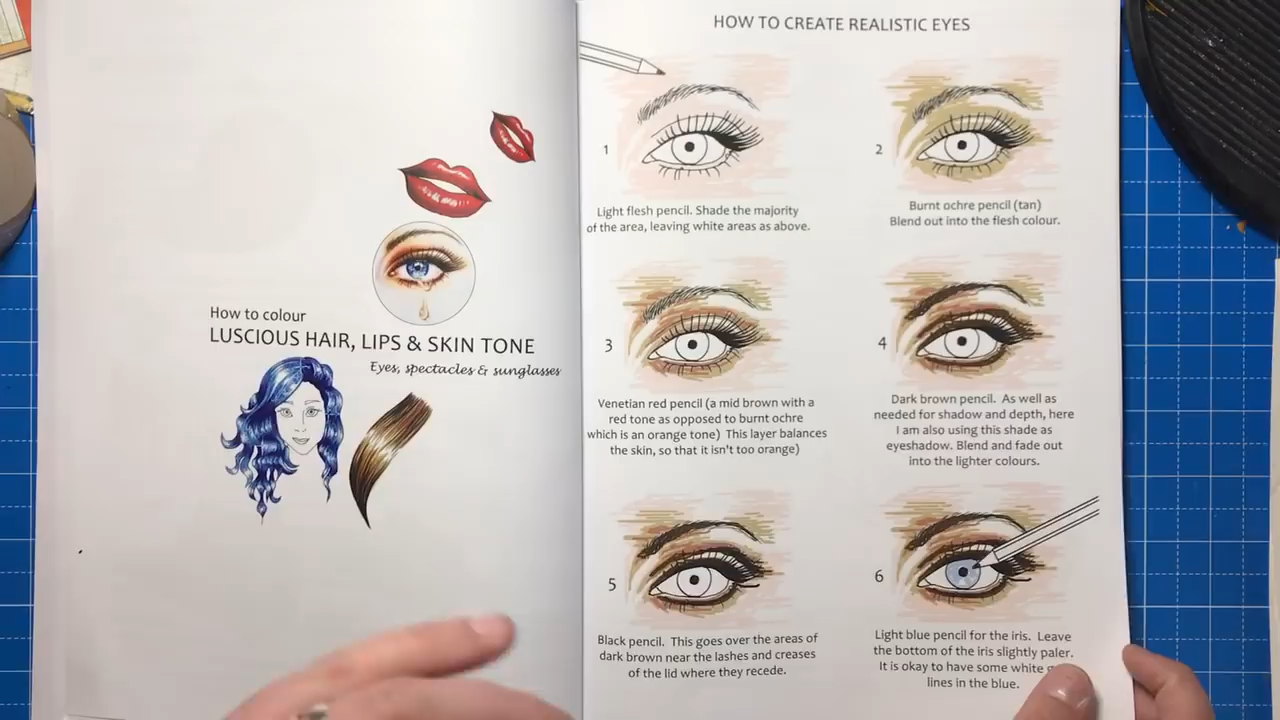 How to colour
LUSCIOUS HAIR, LIPS & SKIN TONE
Eyes, spectacles & sunglasses
HOW TO CREATE REALISTIC EYES
1
Light flesh pencil. Shade the majority
of the area, leaving white areas as above.
2
Burnt ochre pencil (tan)
Blend out into the flesh colour.
3
Venetian red pencil (a mid brown with a
red tone as opposed to burnt ochre
which is an orange tone) This layer balances
the skin, so that it isn't too orange)
4
Dark brown pencil. As well as
needed for shadow and depth, here
I am also using this shade as
eyeshadow. Blend and fade out
into the lighter colours.
5
Black pencil. This goes over the areas of
dark brown near the lashes and creases
of the lid where they recede.
6
Light blue pencil for the iris. Leave
the bottom of the iris slightly paler.
It is okay to have some white
lines in the blue.